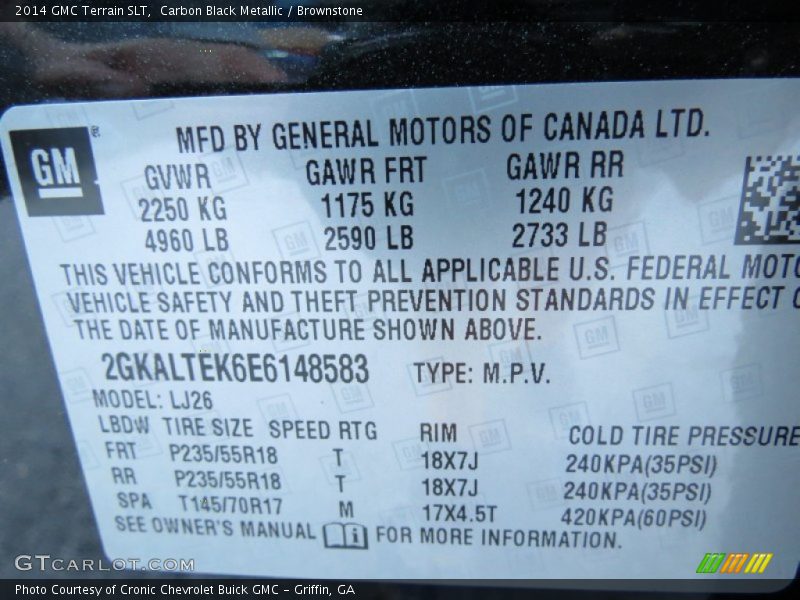 2014 GMC Terrain SLT, Carbon Black Metallic / Brownstone
GM ®
MFD BY GENERAL MOTORS OF CANADA LTD.
GVWR GAWR FRT GAWR RR
2250 KG 1175 KG 1240 KG
4960 LB 2590 LB 2733 LB
THIS VEHICLE CONFORMS TO ALL APPLICABLE U.S. FEDERAL MOTO
VEHICLE SAFETY AND THEFT PREVENTION STANDARDS IN EFFECT O
THE DATE OF MANUFACTURE SHOWN ABOVE.
2GKALTEK6E6148583 TYPE: M.P.V.
MODEL: LJ26
LBDW TIRE SIZE SPEED RTG RIM COLD TIRE PRESSURE
FRT P235/55R18 T 18X7J 240KPA(35PSI)
RR P235/55R18 T 18X7J 240KPA(35PSI)
SPA T145/70R17 M 17X4.5T 420KPA(60PSI)
SEE OWNER'S MANUAL i FOR MORE INFORMATION.
GTCARLOT.COM
Photo Courtesy of Cronic Chevrolet Buick GMC - Griffin, GA